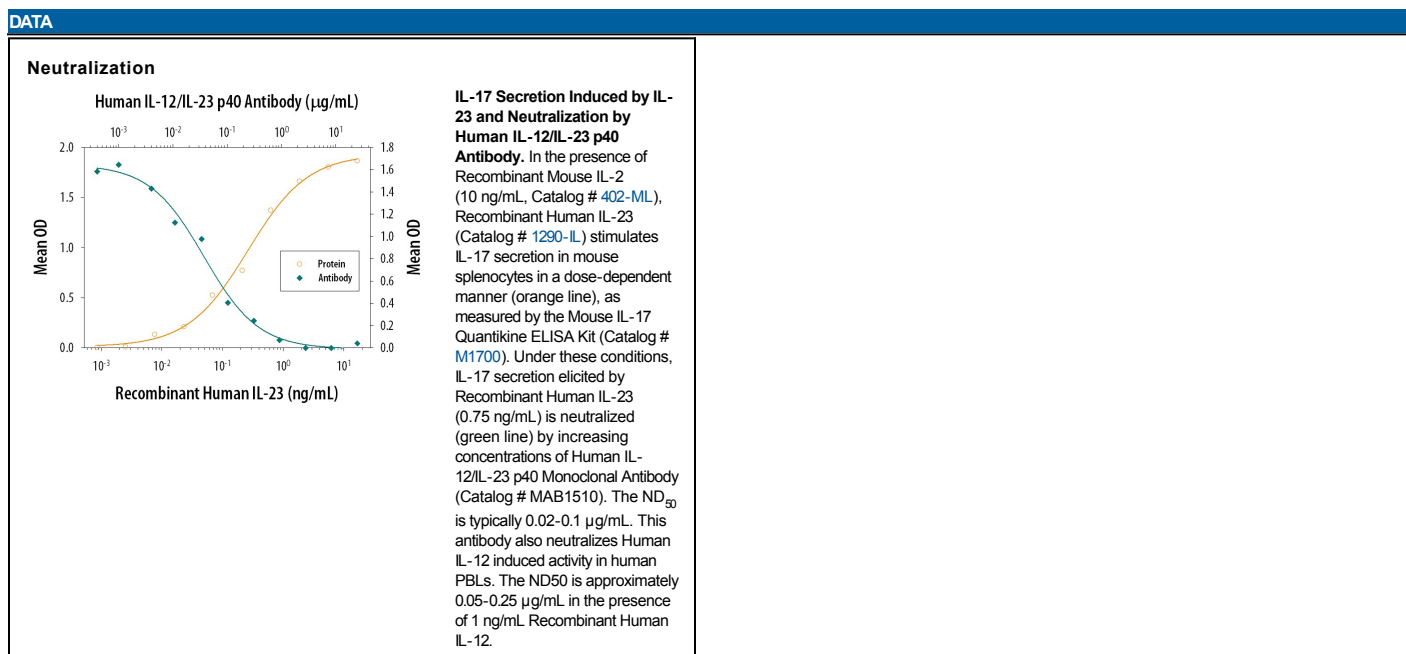 DATA
Neutralization
Human IL-12/IL-23 p40 Antibody (µg/mL)
10-3 10-2 10-1 100 101
2.0
1.5
1.0
0.5
0.0
Mean OD
1.8
1.6
1.4
1.2
1.0
0.8
0.6
0.4
0.2
0.0
Mean OD
Protein
Antibody
10-3 10-2 10-1 100 101
Recombinant Human IL-23 (ng/mL)
IL-17 Secretion Induced by IL-
23 and Neutralization by
Human IL-12/IL-23 p40
Antibody. In the presence of
Recombinant Mouse IL-2
(10 ng/mL, Catalog # 402-ML),
Recombinant Human IL-23
(Catalog # 1290-IL) stimulates
IL-17 secretion in mouse
splenocytes in a dose-dependent
manner (orange line), as
measured by the Mouse IL-17
Quantikine ELISA Kit (Catalog #
M1700). Under these conditions,
IL-17 secretion elicited by
Recombinant Human IL-23
(0.75 ng/mL) is neutralized
(green line) by increasing
concentrations of Human IL-
12/IL-23 p40 Monoclonal Antibody
(Catalog # MAB1510). The ND50
is typically 0.02-0.1 µg/mL. This
antibody also neutralizes Human
IL-12 induced activity in human
PBLs. The ND50 is approximately
0.05-0.25 µg/mL in the presence
of 1 ng/mL Recombinant Human
IL-12.